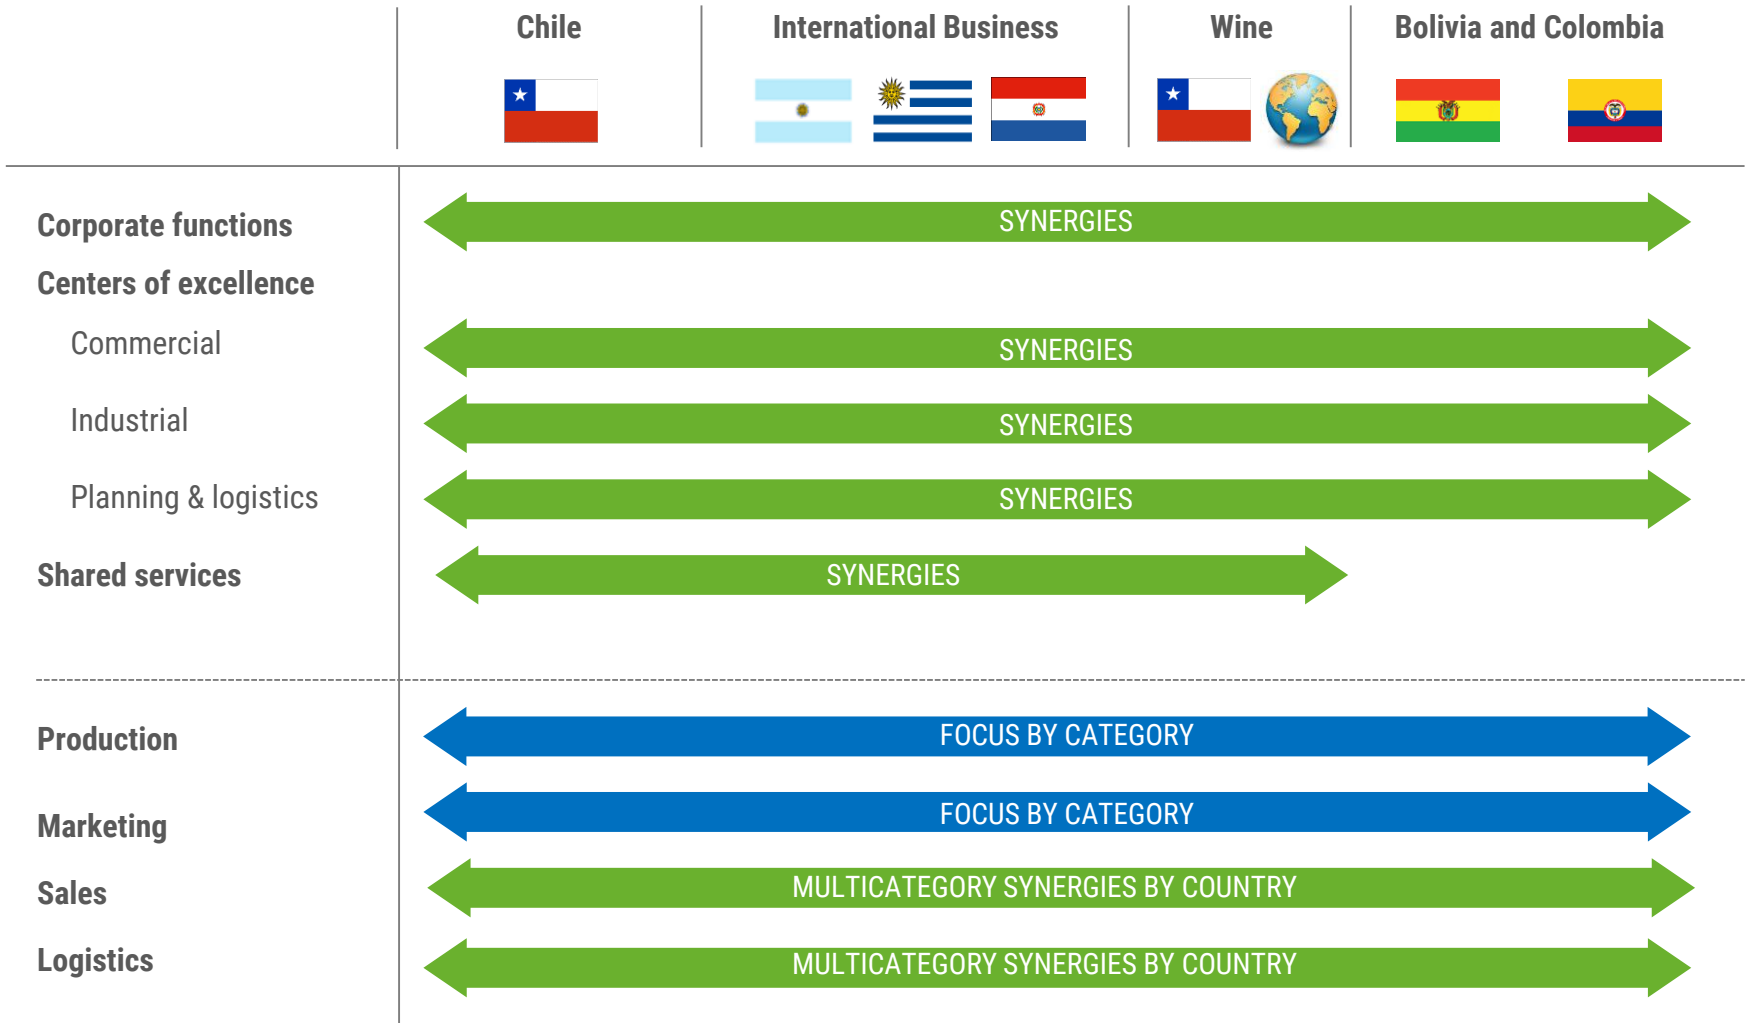 Chile
International Business
Wine
Bolivia and Colombia
Corporate functions
SYNERGIES
Centers of excellence
Commercial
SYNERGIES
Industrial
SYNERGIES
Planning & logistics
SYNERGIES
Shared services
SYNERGIES
Production
FOCUS BY CATEGORY
Marketing
FOCUS BY CATEGORY
Sales
MULTICATEGORY SYNERGIES BY COUNTRY
Logistics
MULTICATEGORY SYNERGIES BY COUNTRY